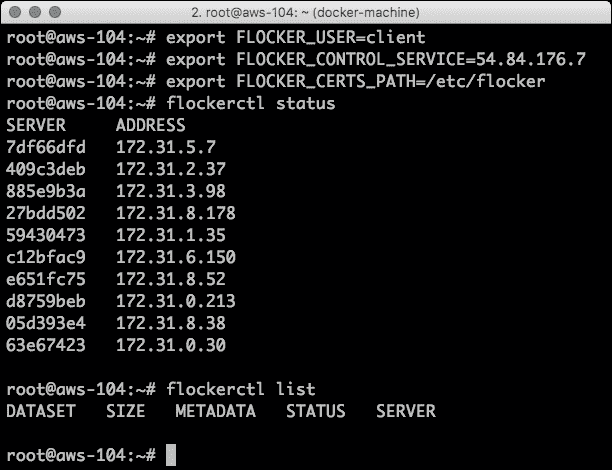 2. root@aws-104: ~ (docker-machine)
root@aws-104:~# export FLOCKER_USER=client
root@aws-104:~# export FLOCKER_CONTROL_SERVICE=54.84.176.7
root@aws-104:~# export FLOCKER_CERTS_PATH=/etc/flocker
root@aws-104:~# flockerctl status
SERVER     ADDRESS
7df66dfd   172.31.5.7
409c3deb   172.31.2.37
885e9b3a   172.31.3.98
27bdd502   172.31.8.178
59430473   172.31.1.35
c12bfac9   172.31.6.150
e651fc75   172.31.8.52
d8759beb   172.31.0.213
05d393e4   172.31.8.38
63e67423   172.31.0.30
root@aws-104:~# flockerctl list
DATASET   SIZE   METADATA   STATUS   SERVER
root@aws-104:~#